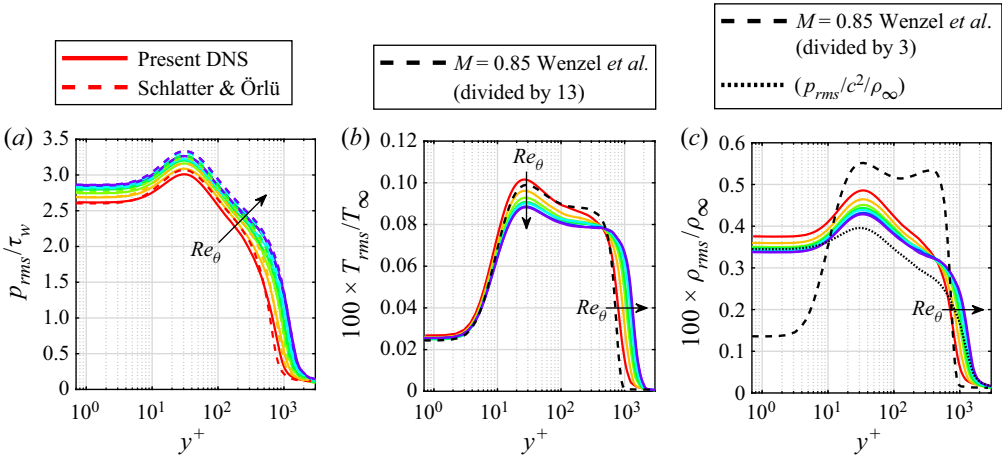 Present DNS
Schlatter & Örlü
M = 0.85 Wenzel et al.
(divided by 13)
M = 0.85 Wenzel et al.
(divided by 3)
(p_rms/c²/ρ∞)
(a)
3.5
3.0
2.5
2.0
1.5
1.0
0.5
0
p_rms/τ_w
Re_θ
10⁰ 10¹ 10² 10³
y⁺
(b)
0.12
0.10
0.08
0.06
0.04
0.02
0
100 × T_rms/T∞
Re_θ
Re_θ
10⁰ 10¹ 10² 10³
y⁺
(c)
0.6
0.5
0.4
0.3
0.2
0.1
0
100 × ρ_rms/ρ∞
Re_θ
10⁰ 10¹ 10² 10³
y⁺